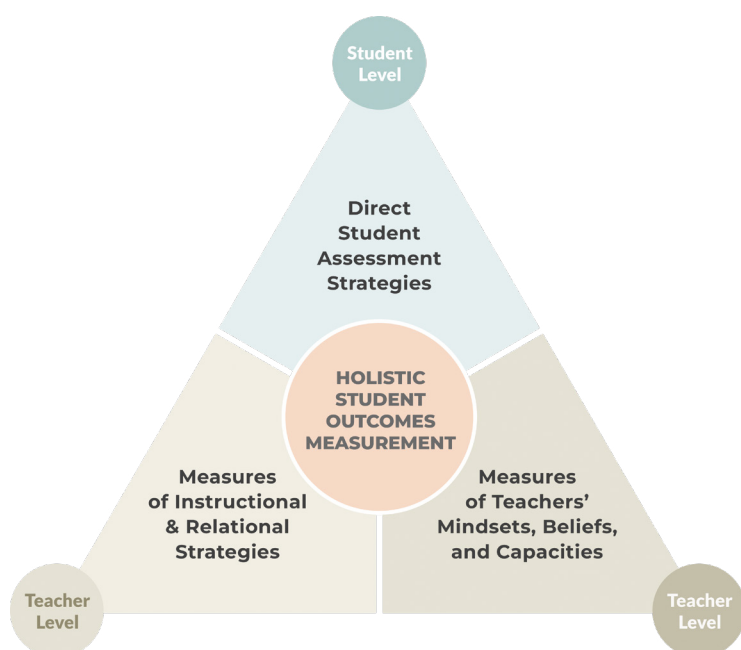 Student
Level
Direct
Student
Assessment
Strategies
HOLISTIC
STUDENT
OUTCOMES
MEASUREMENT
Measures
of Instructional
& Relational
Strategies
Measures
of Teachers’
Mindsets, Beliefs,
and Capacities
Teacher
Level
Teacher
Level